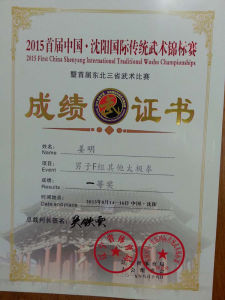 2015首届中国·沈阳国际传统武术锦标赛
2015 First China Shenyang International Traditional Wushu Championships
暨首届东北三省武术比赛
成绩证书
姓名 姜明
Name
项目 男子F组其他太极拳
Event
成绩 一等奖
Results
时间地点 2015年8月14-16日 中国·沈阳
Date and place
总裁判长签名: